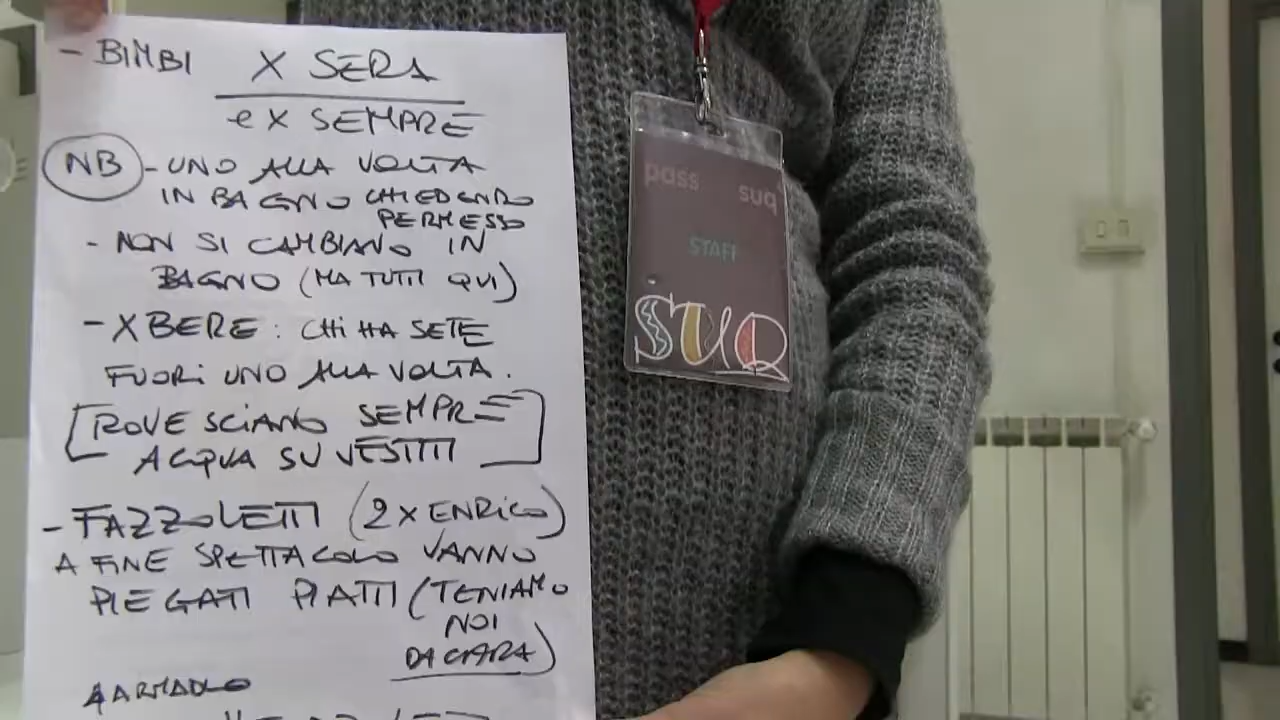 - BIMBI X SERA
e X SEMPRE
NB - UNO ALLA VOLTA
IN BAGNO CHIEDENDO
PERMESSO
- NON SI CAMBIANO IN
BAGNO (MA TUTTI QUI)
- X BERE: CHI HA SETE
FUORI UNO ALLA VOLTA.
[ROVESCIANO SEMPRE
ACQUA SU VESTITI]
- FAZZOLETTI (2 X ENRICO)
A FINE SPETTACOLO VANNO
PIEGATI PIATTI (TENIAMO
NOI
DA CARA)
pass suq
STAFF
SUQ